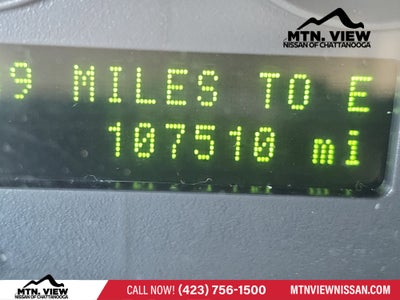 MTN. VIEW
NISSAN OF CHATTANOOGA
9 MILES TO E
107510 mi
MTN. VIEW
NISSAN OF CHATTANOOGA
CALL NOW! (423) 756-1500
MTNVIEWNISSAN.COM